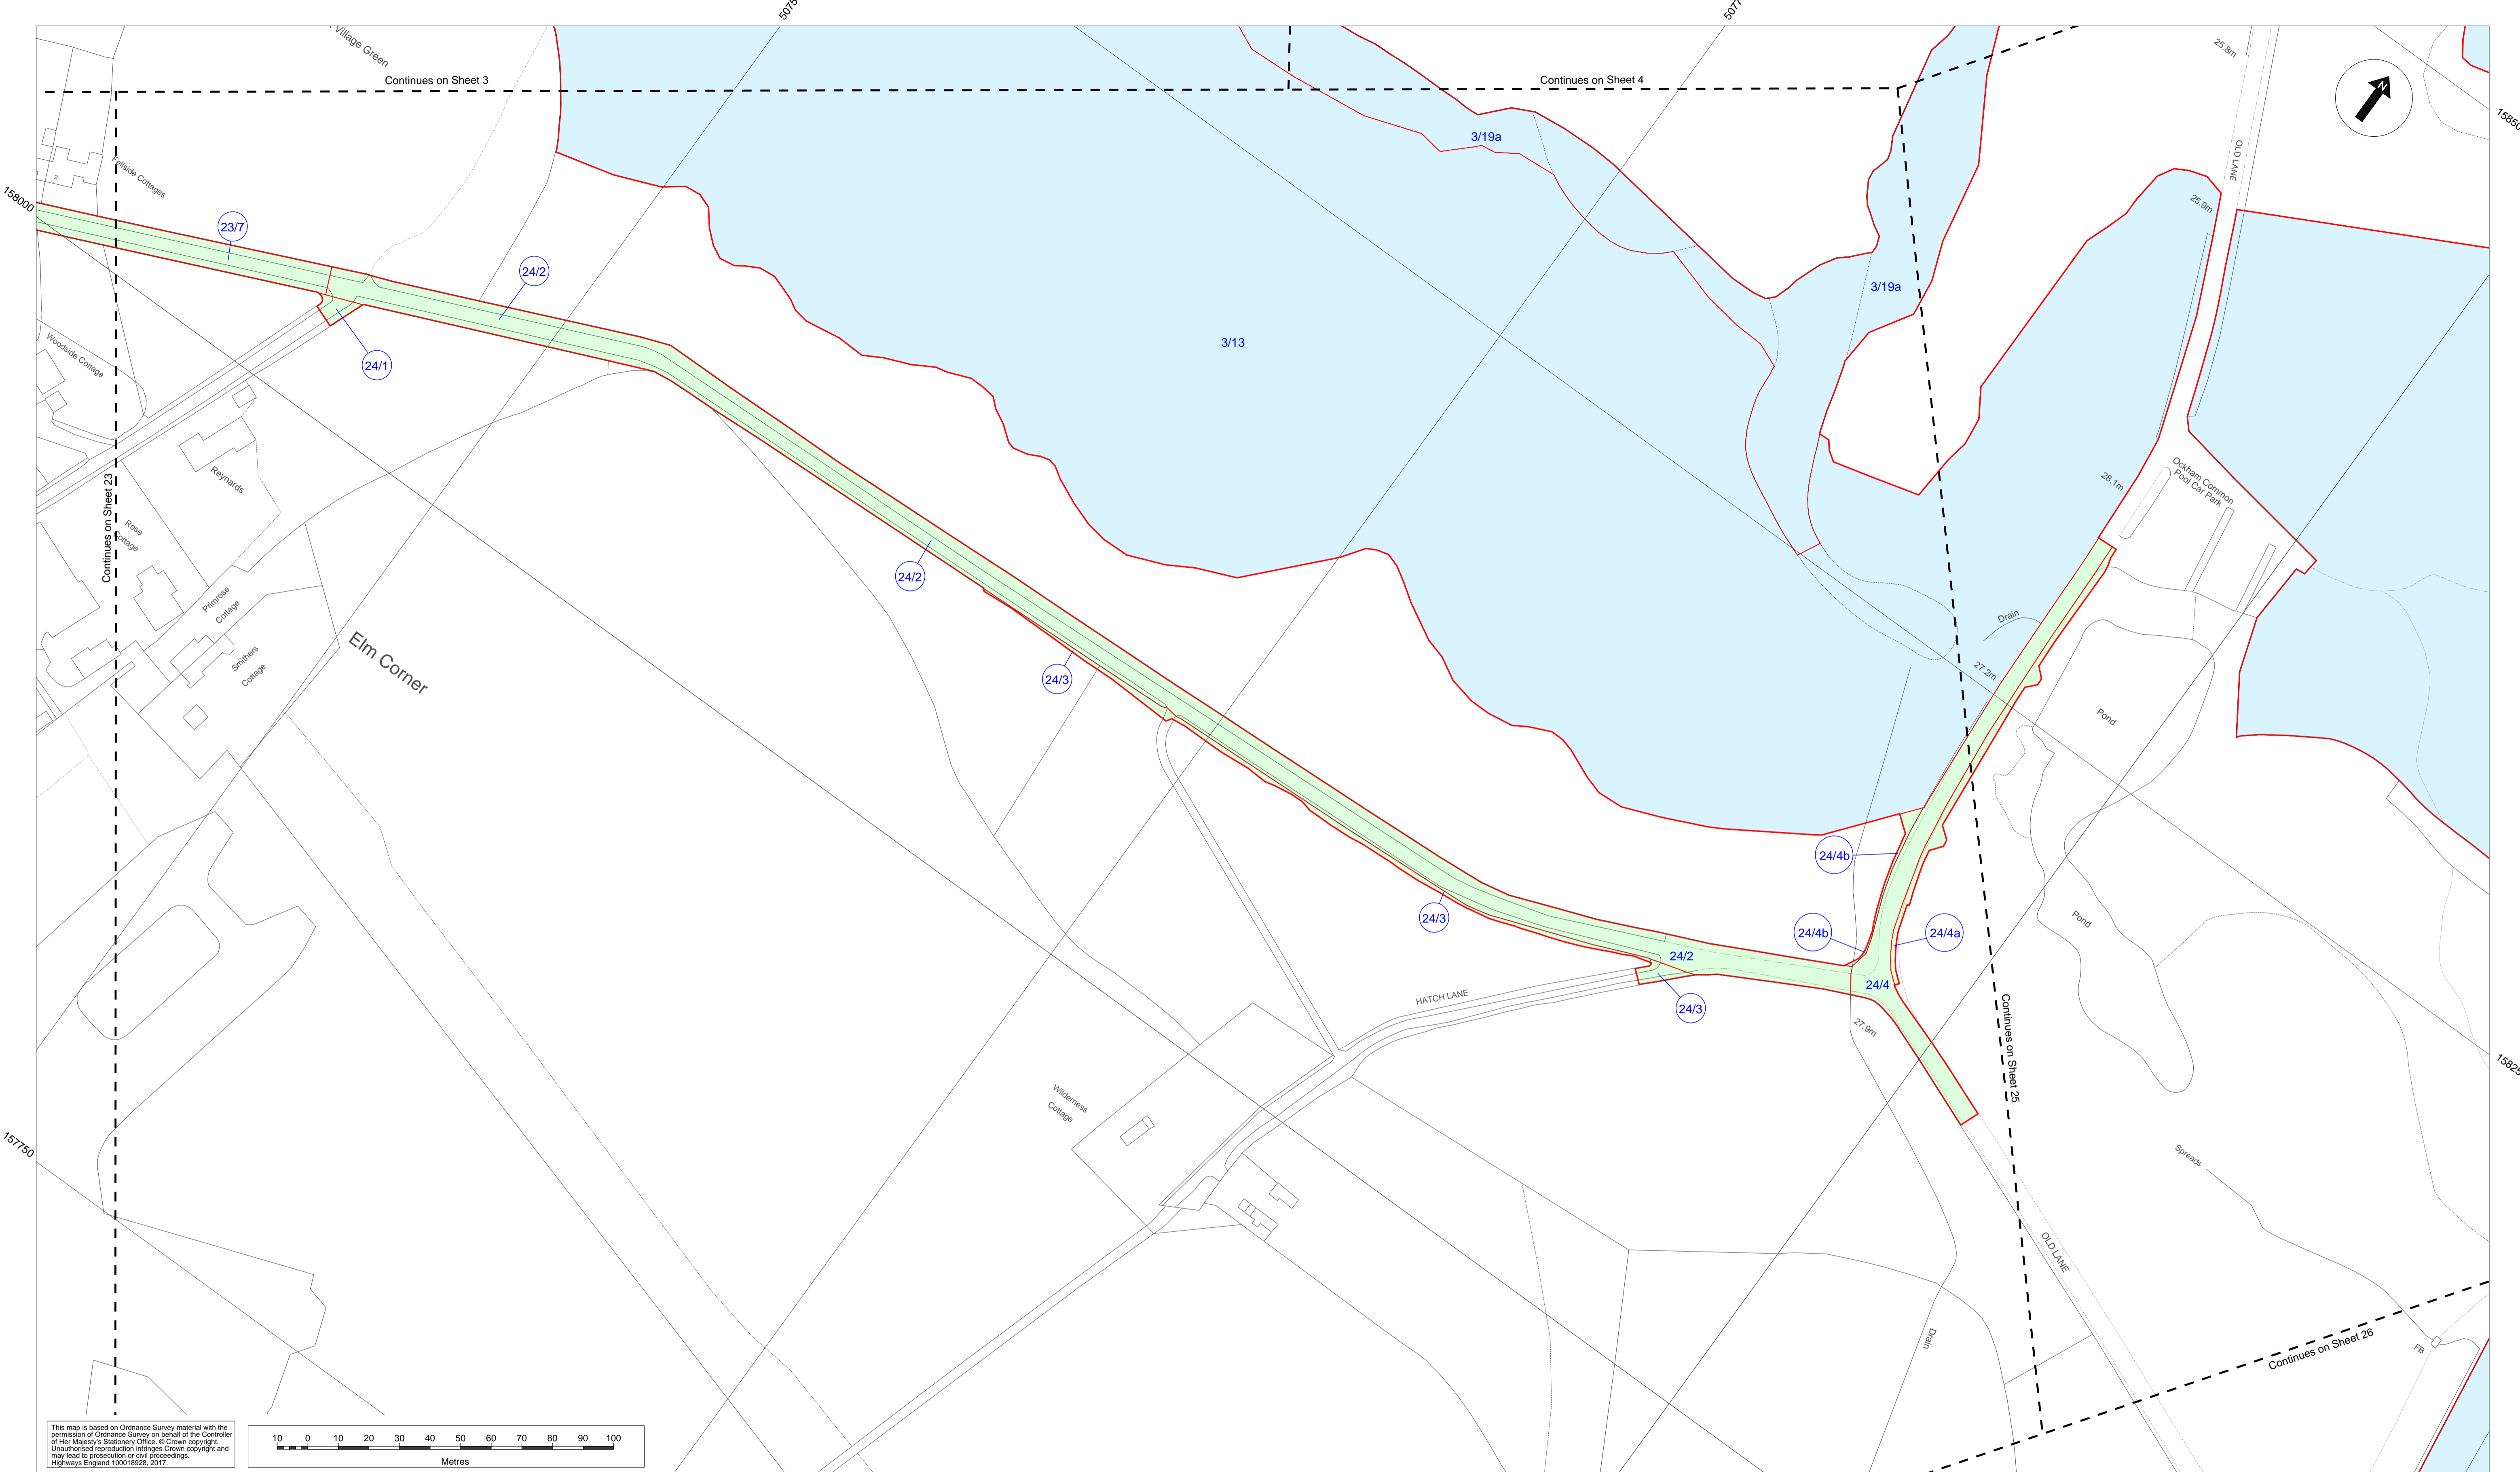 Village Green
Continues on Sheet 3
Continues on Sheet 4
25.8m
N
15850
3/19a
OLD LANE
Fellside Cottages
2
158000
25.9m
23/7
24/2
3/19a
3/13
Woodside Cottage
24/1
Reynards
Continues on Sheet 23
Ockham Common
Pool Car Park
28.1m
Rose
Cottage
24/2
Primrose
Cottage
Drain
Smithers
Cottage
Elm Corner
24/3
27.2m
Pond
24/4b
24/3
Pond
24/4b
24/4a
24/2
24/4
HATCH LANE
24/3
27.9m
Continues on Sheet 25
15825
Wilderness
Cottage
157750
Spreads
OLD LANE
Drain
Continues on Sheet 26
FB
This map is based on Ordnance Survey material with the
permission of Ordnance Survey on behalf of the Controller
of Her Majesty's Stationery Office. © Crown copyright.
Unauthorised reproduction infringes Crown copyright and
may lead to prosecution or civil proceedings.
Highways England 100018928, 2017.
10 0 10 20 30 40 50 60 70 80 90 100
Metres